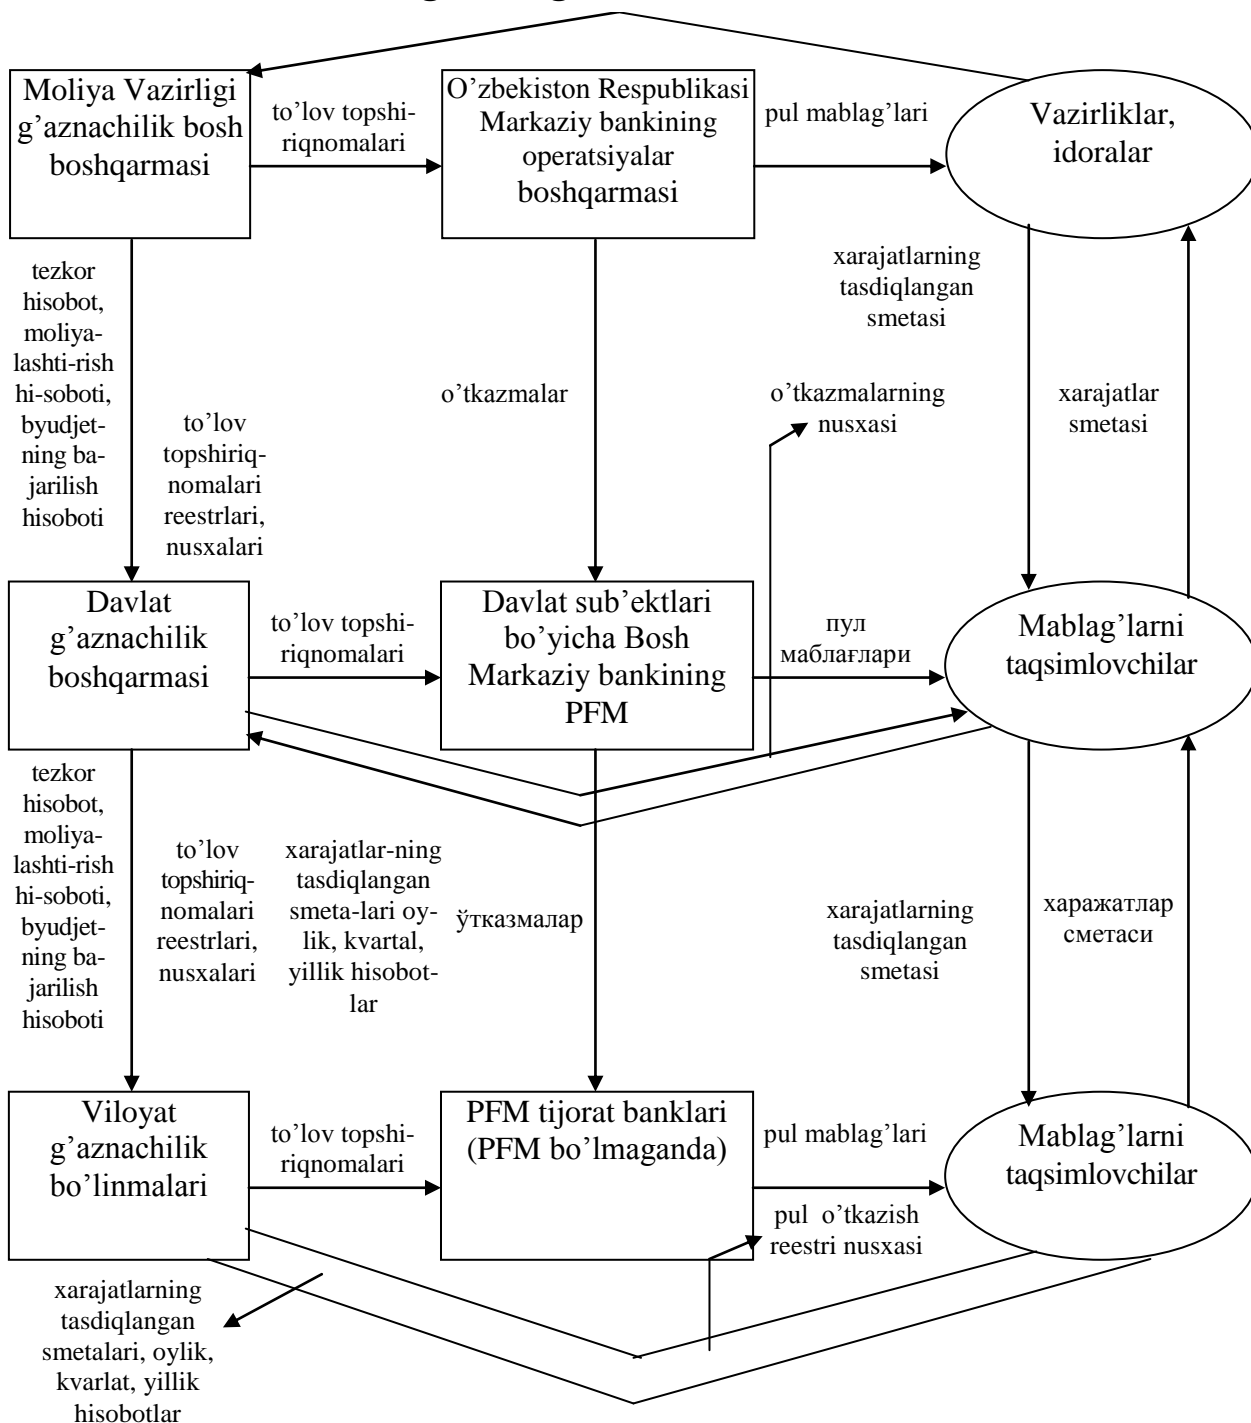 Moliya Vazirligi
g’aznachilik bosh
boshqarmasi
to’lov topshi-
riqnomalari
O’zbekiston Respublikasi
Markaziy bankining
operatsiyalar
boshqarmasi
pul mablag’lari
Vazirliklar,
idoralar
tezkor
hisobot,
moliya-
lashti-rish
hi-soboti,
byudjet-
ning ba-
jarilish
hisoboti
to’lov
topshiriq-
nomalari
reestrlari,
nusxalari
o’tkazmalar
o’tkazmalarning
nusxasi
xarajatlarning
tasdiqlangan
smetasi
xarajatlar
smetasi
Davlat
g’aznachilik
boshqarmasi
to’lov topshi-
riqnomalari
Davlat sub’ektlari
bo’yicha Bosh
Markaziy bankining
PFM
пул
маблағлари
Mablag’larni
taqsimlovchilar
tezkor
hisobot,
moliya-
lashti-rish
hi-soboti,
byudjet-
ning ba-
jarilish
hisoboti
to’lov
topshiriq-
nomalari
reestrlari,
nusxalari
xarajatlar-ning
tasdiqlangan
smeta-lari oy-
lik, kvartal,
yillik hisobot-
lar
ўтказмалар
xarajatlarning
tasdiqlangan
smetasi
харажатлар
сметаси
Viloyat
g’aznachilik
bo’linmalari
to’lov topshi-
riqnomalari
PFM tijorat banklari
(PFM bo’lmaganda)
pul mablag’lari
Mablag’larni
taqsimlovchilar
pul o’tkazish
reestri nusxasi
xarajatlarning
tasdiqlangan
smetalari, oylik,
kvarlat, yillik
hisobotlar